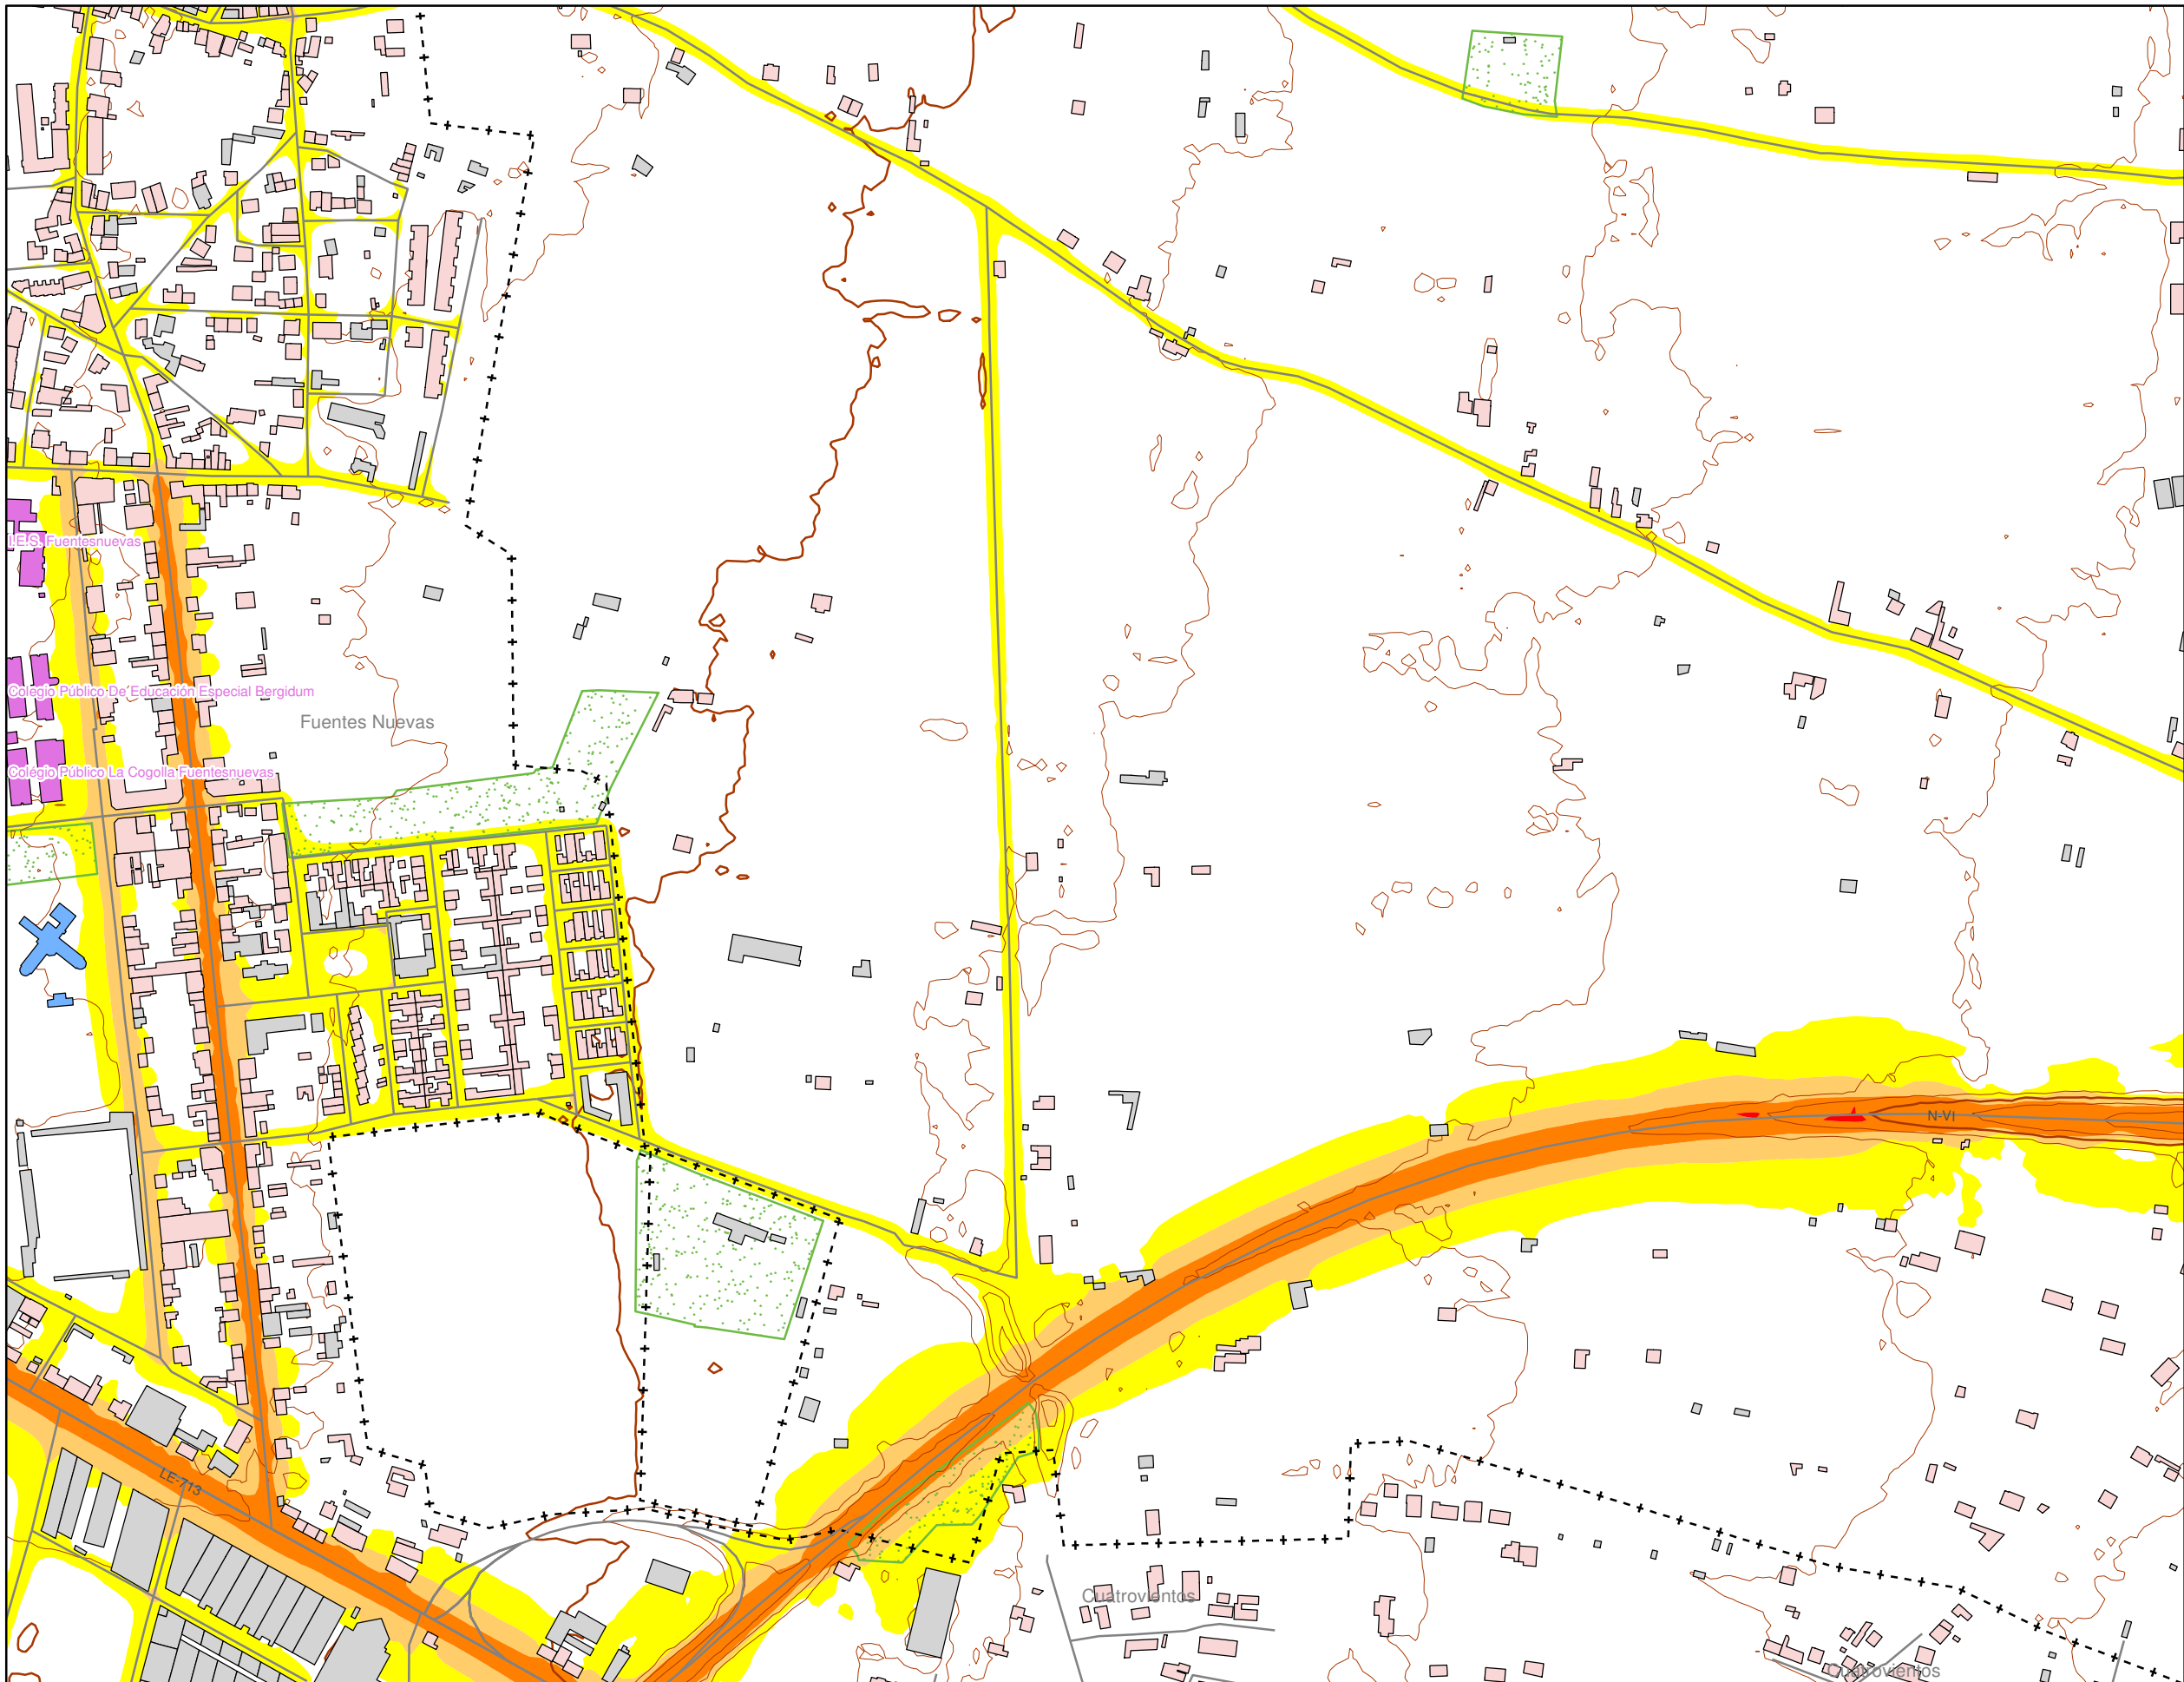 I.E.S. Fuentesnuevas
Colegio Público De Educación Especial Bergidum
Fuentes Nuevas
Colegio Público La Cogolla Fuentesnuevas
N-VI
LE-713
Cuatrovientos
Cuatrovientos